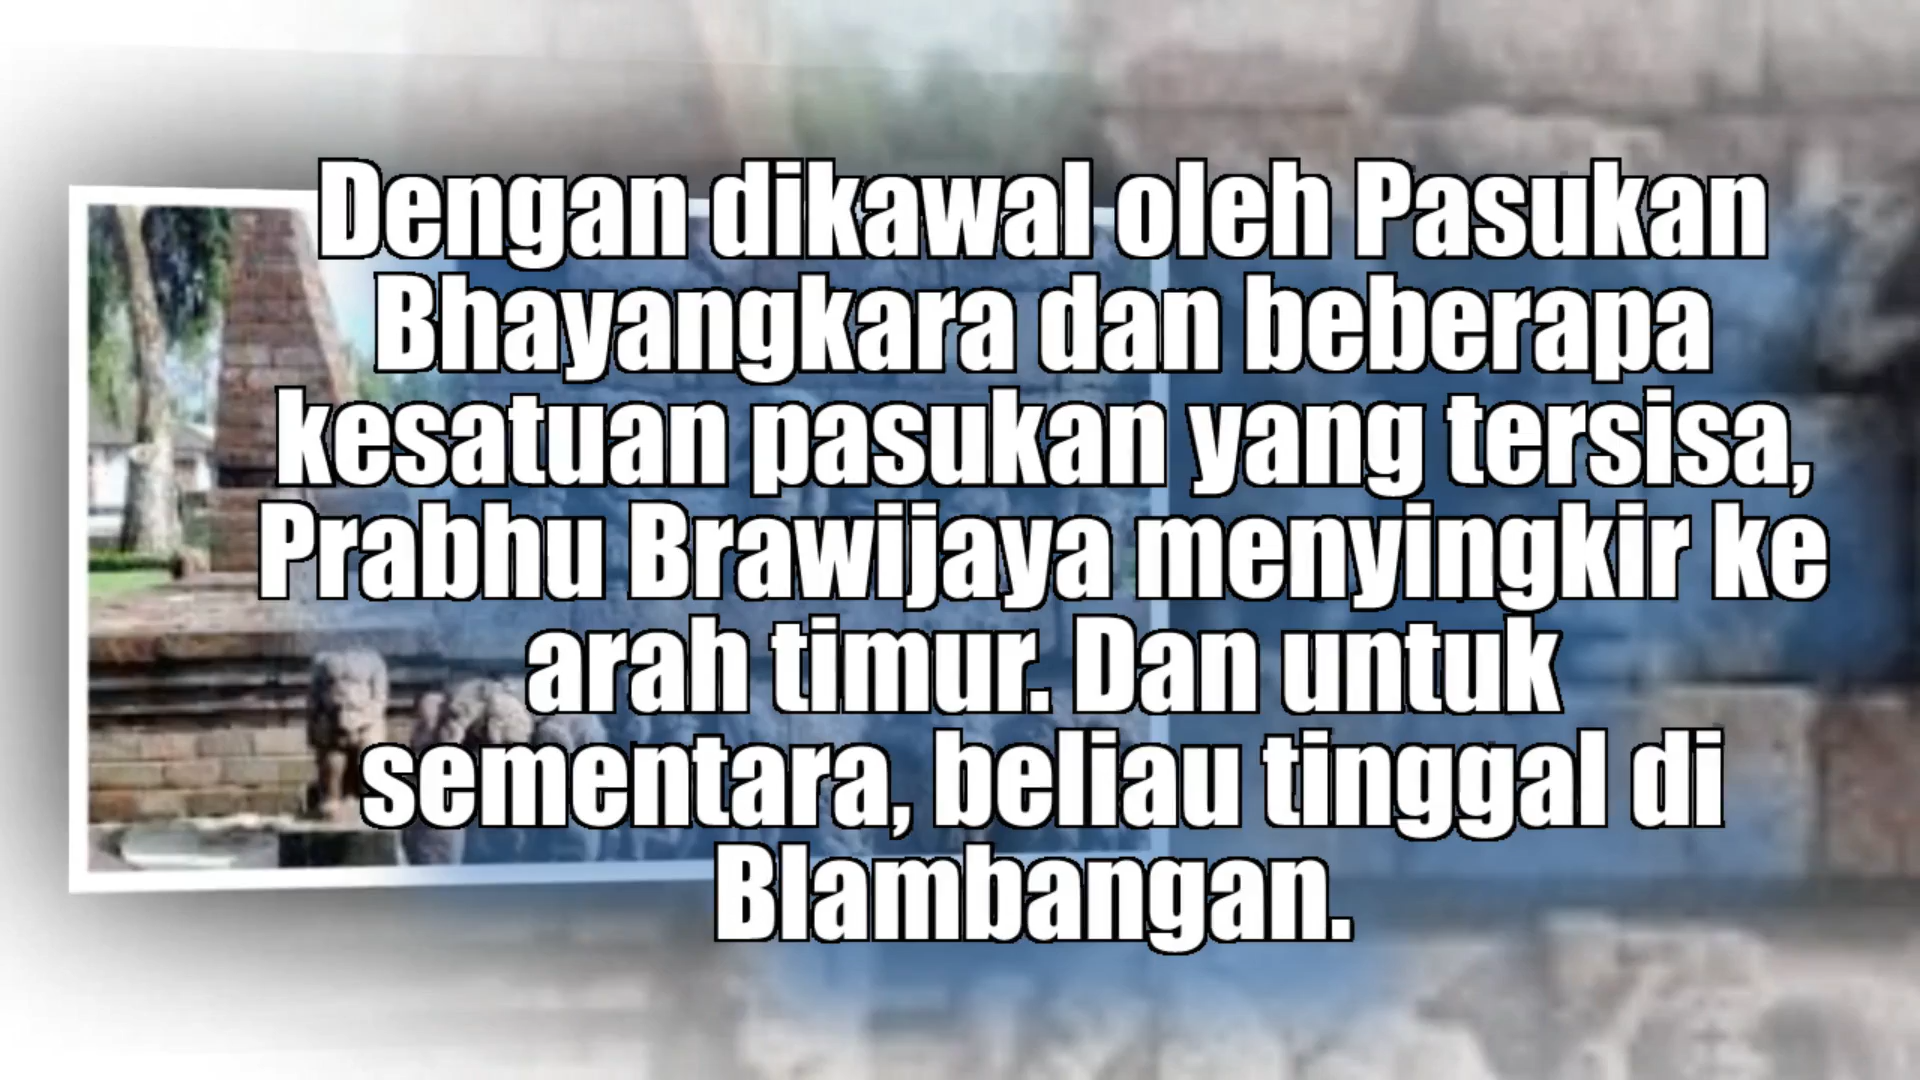 Dengan dikawal oleh Pasukan
Bhayangkara dan beberapa
kesatuan pasukan yang tersisa,
Prabhu Brawijaya menyingkir ke
arah timur. Dan untuk
sementara, beliau tinggal di
Blambangan.